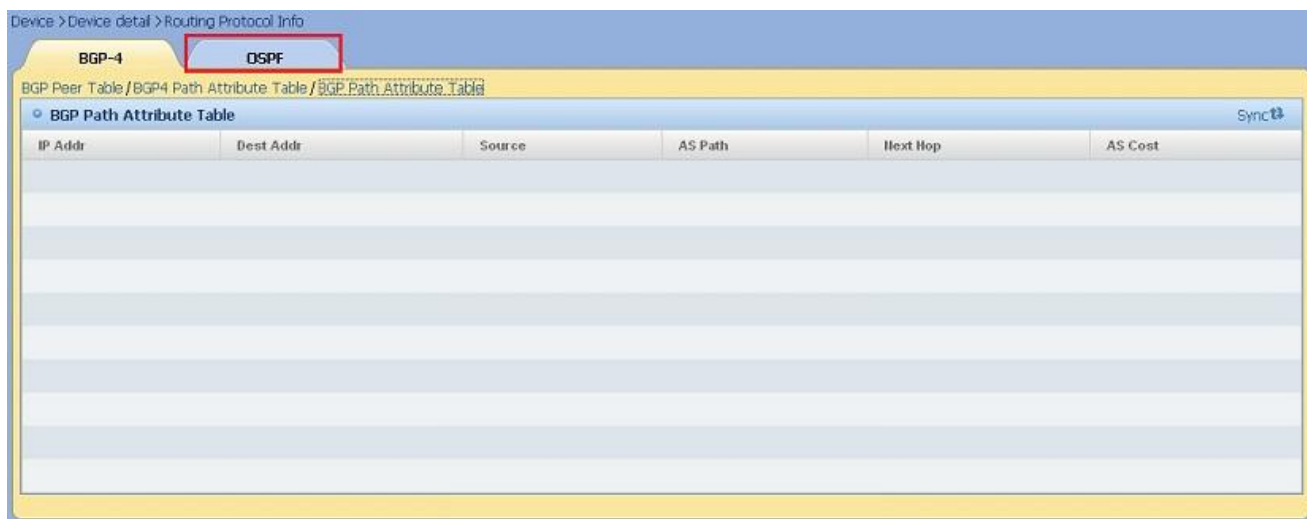 Device > Device detail > Routing Protocol Info
BGP-4 OSPF
BGP Peer Table / BGP4 Path Attribute Table / BGP Path Attribute Table
BGP Path Attribute Table Sync
IP Addr Dest Addr Source AS Path Next Hop AS Cost